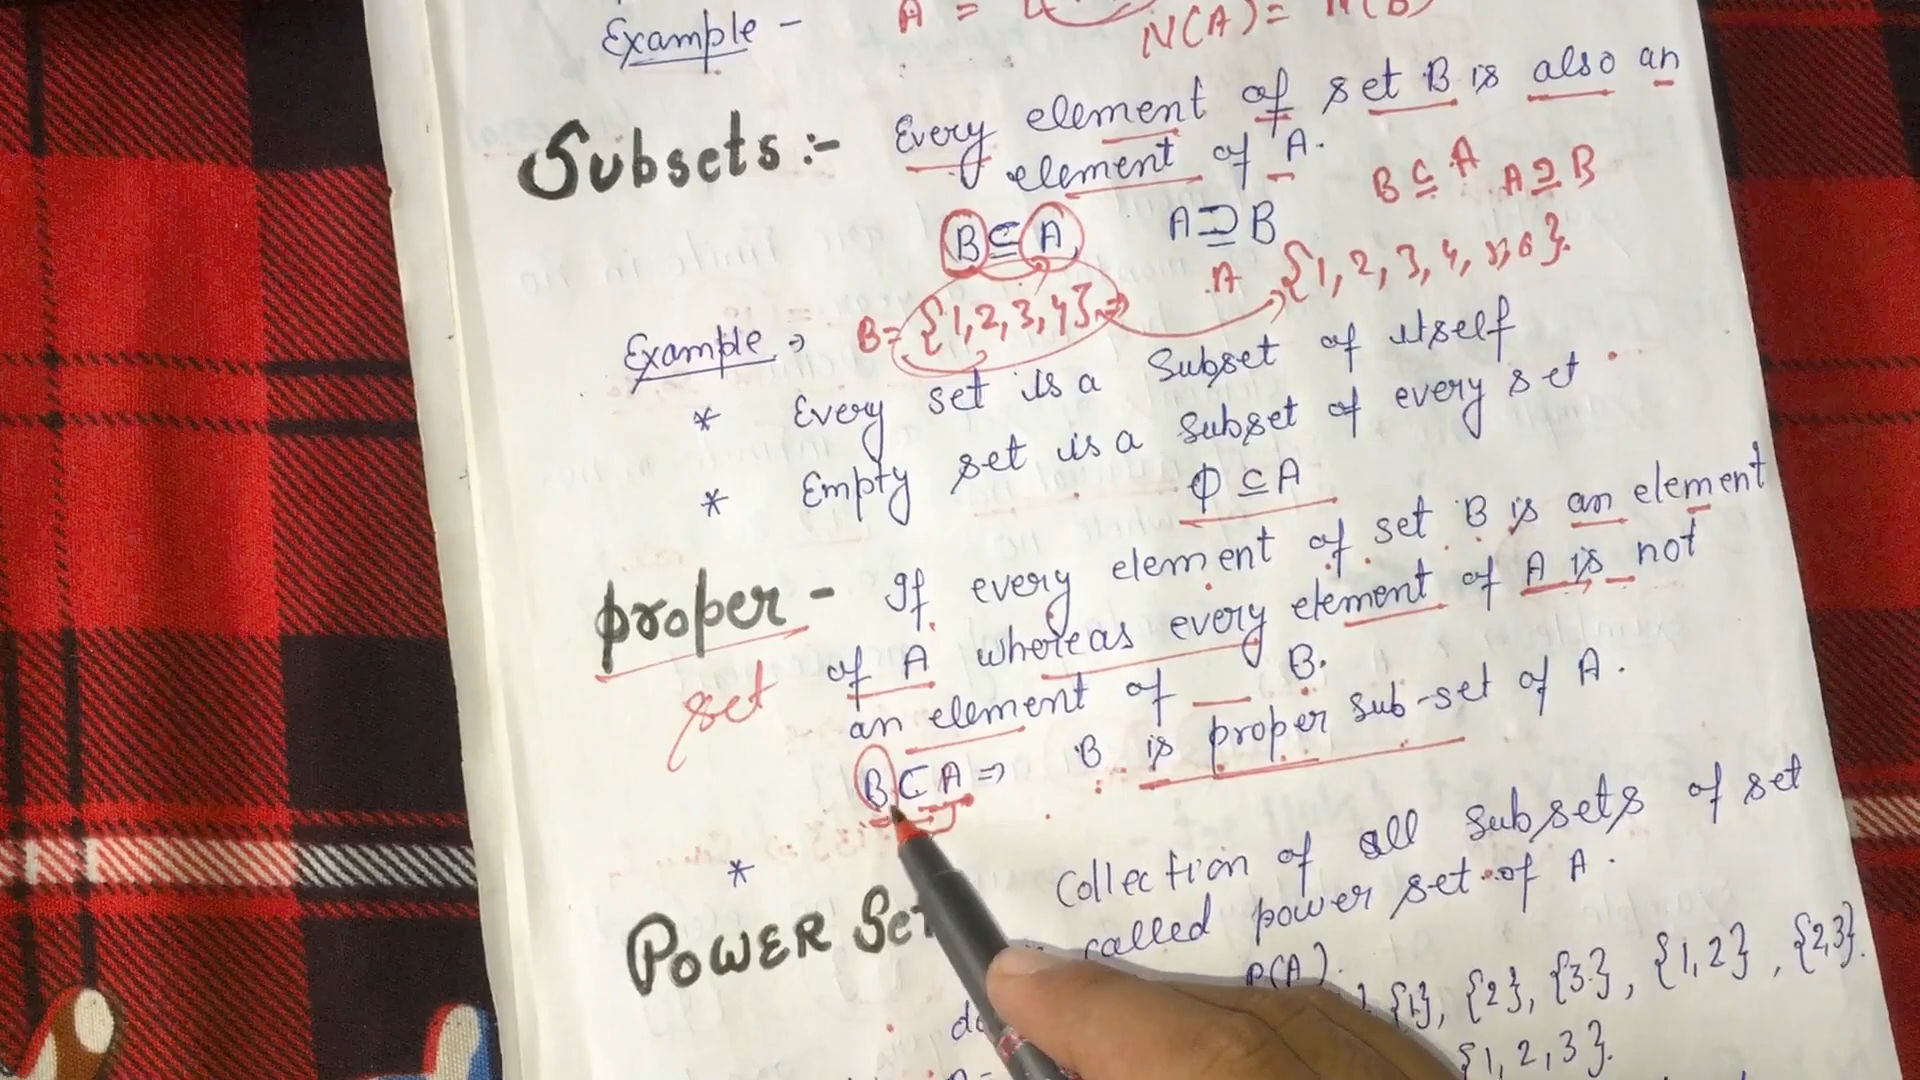 Example -
A =
N(A) = N(B)
Subsets :- Every element of set B is also an
element of A.
B ⊆ A A ⊇ B
B ⊆ A, A ⊇ B
Example → B = {1,2,3,4} → A {1, 2, 3, 4, 5, 6}.
* Every set is a Subset of itself
* Empty set is a Subset of every set
Φ ⊆ A
proper - If every element of set B is an element
set of A whereas every element of A is not
an element of B.
B ⊂ A ⇒ B is proper sub-set of A.
*
POWER Set Collection of all subsets of set
called power set of A.
P(A).
{1}, {2}, {3}, {1,2}, {2,3}.
{1, 2, 3}.